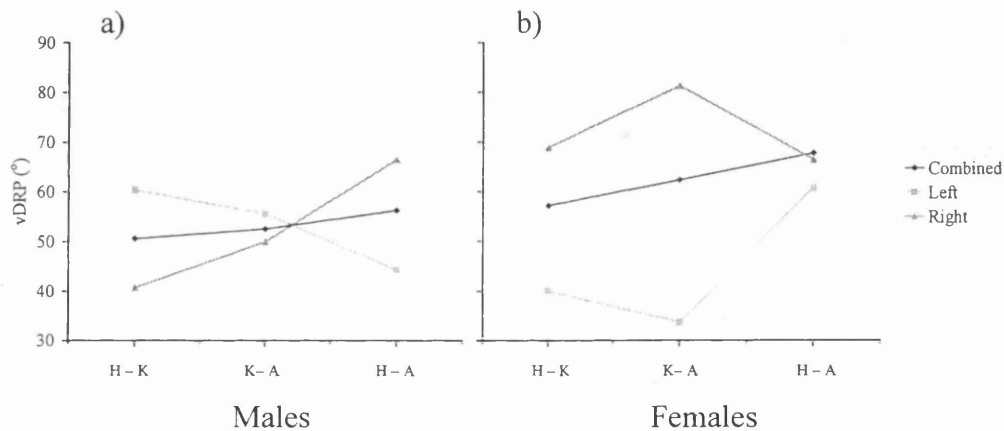 a)
b)
90
80
70
60
50
40
30
vDRP (°)
H – K
K – A
H – A
H – K
K – A
H – A
Males
Females
Combined
Left
Right